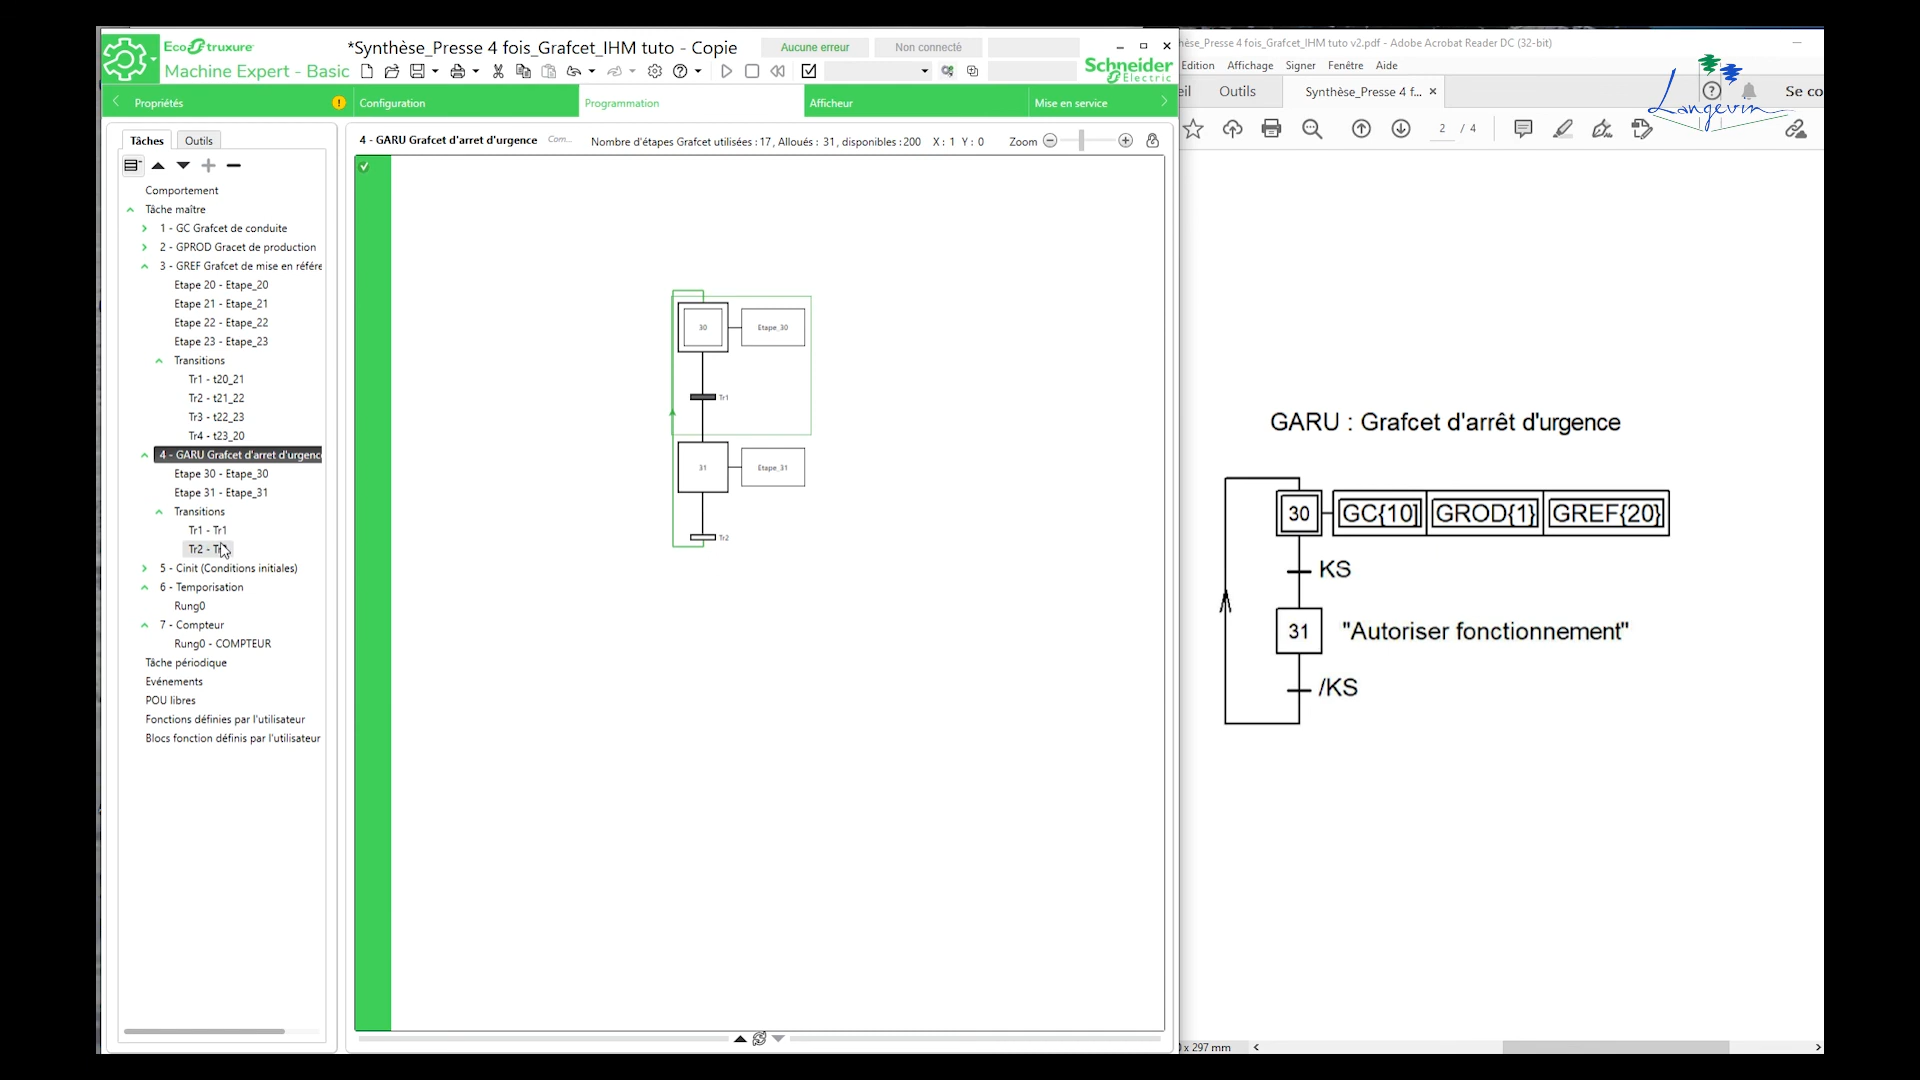 EcoStruxure
Machine Expert - Basic
*Synthèse_Presse 4 fois_Grafcet_IHM tuto - Copie
Aucune erreur
Non connecté
Schneider
Electric
Propriétés
Configuration
Programmation
Afficheur
Mise en service
Tâches
Outils
Comportement
Tâche maître
1 - GC Grafcet de conduite
2 - GPROD Gracet de production
3 - GREF Grafcet de mise en référe
Etape 20 - Etape_20
Etape 21 - Etape_21
Etape 22 - Etape_22
Etape 23 - Etape_23
Transitions
Tr1 - t20_21
Tr2 - t21_22
Tr3 - t22_23
Tr4 - t23_20
4 - GARU Grafcet d'arret d'urgenc
Etape 30 - Etape_30
Etape 31 - Etape_31
Transitions
Tr1 - Tr1
Tr2 -
5 - Cinit (Conditions initiales)
6 - Temporisation
Rung0
7 - Compteur
Rung0 - COMPTEUR
Tâche périodique
Evénements
POU libres
Fonctions définies par l'utilisateur
Blocs fonction définis par l'utilisateur
4 - GARU Grafcet d'arret d'urgence
Com...
Nombre d'étapes Grafcet utilisées : 17, Alloués : 31, disponibles : 200 X : 1 Y : 0
Zoom
30
Etape_30
Tr1
31
Etape_31
Tr2
hèse_Presse 4 fois_Grafcet_IHM tuto v2.pdf - Adobe Acrobat Reader DC (32-bit)
Edition Affichage Signer Fenêtre Aide
eil
Outils
Synthèse_Presse 4 f...
Se co
Langevin
2 / 4
GARU : Grafcet d'arrêt d'urgence
30 GC{10} GROD{1} GREF{20}
KS
31 "Autoriser fonctionnement"
/KS
x 297 mm